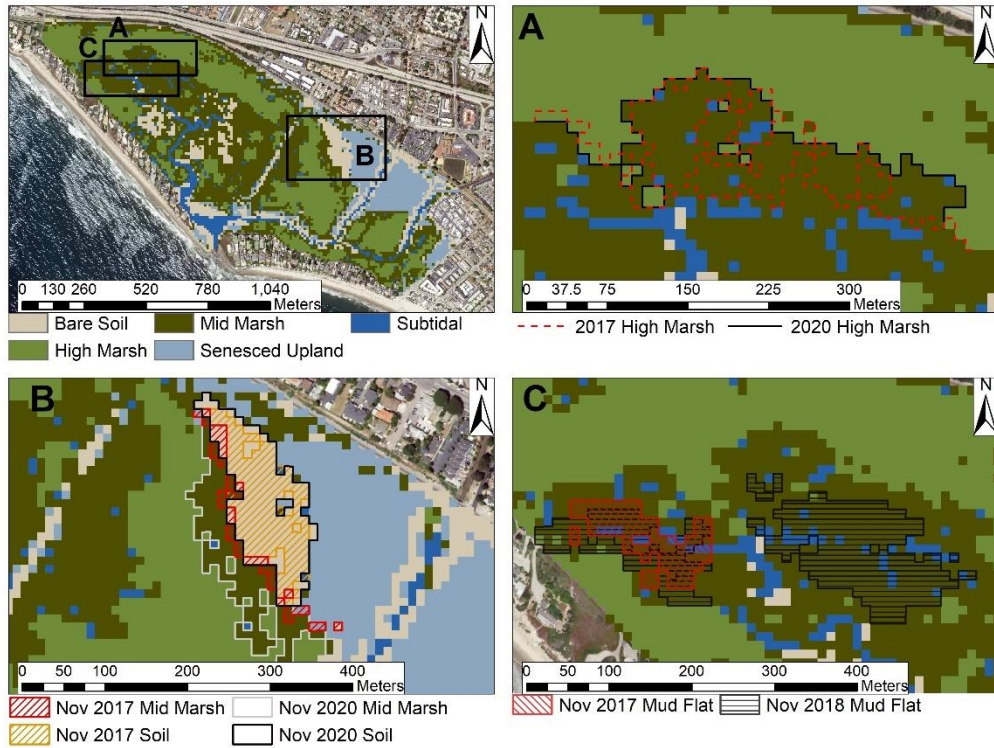 A
C
B
N
0 130 260 520 780 1,040
Meters
Bare Soil Mid Marsh Subtidal
High Marsh Senesced Upland
A
N
0 37.5 75 150 225 300
Meters
2017 High Marsh 2020 High Marsh
B
N
0 50 100 200 300 400
Meters
Nov 2017 Mid Marsh Nov 2020 Mid Marsh
Nov 2017 Soil Nov 2020 Soil
C
N
0 50 100 200 300 400
Meters
Nov 2017 Mud Flat Nov 2018 Mud Flat